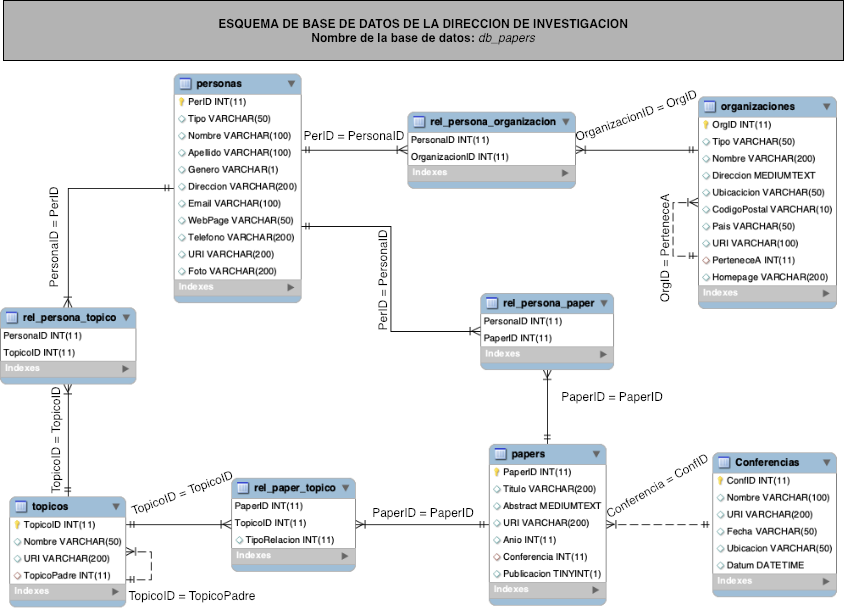 ESQUEMA DE BASE DE DATOS DE LA DIRECCION DE INVESTIGACION
Nombre de la base de datos: db_papers
personas
PerID INT(11)
Tipo VARCHAR(50)
Nombre VARCHAR(100)
Apellido VARCHAR(100)
Genero VARCHAR(1)
Direccion VARCHAR(200)
Email VARCHAR(100)
WebPage VARCHAR(50)
Telefono VARCHAR(200)
URI VARCHAR(200)
Foto VARCHAR(200)
Indexes
PerID = PersonaID
rel_persona_organizacion
PersonaID INT(11)
OrganizacionID INT(11)
Indexes
OrganizacionID = OrgID
organizaciones
OrgID INT(11)
Tipo VARCHAR(50)
Nombre VARCHAR(200)
Direccion MEDIUMTEXT
Ubicacicion VARCHAR(50)
CodigoPostal VARCHAR(10)
Pais VARCHAR(50)
URI VARCHAR(100)
PerteneceA INT(11)
Homepage VARCHAR(200)
Indexes
OrgID = PerteneceA
PersonaID = PerID
PerID = PersonaID
rel_persona_topico
PersonaID INT(11)
TopicoID INT(11)
Indexes
rel_persona_paper
PersonaID INT(11)
PaperID INT(11)
Indexes
TopicoID = TopicoID
PaperID = PaperID
topicos
TopicoID INT(11)
Nombre VARCHAR(50)
URI VARCHAR(200)
TopicoPadre INT(11)
Indexes
TopicoID = TopicoPadre
TopicoID = TopicoID
rel_paper_topico
PaperID INT(11)
TopicoID INT(11)
TipoRelacion INT(11)
Indexes
PaperID = PaperID
papers
PaperID INT(11)
Titulo VARCHAR(200)
Abstract MEDIUMTEXT
URI VARCHAR(200)
Anio INT(11)
Conferencia INT(11)
Publicacion TINYINT(1)
Indexes
Conferencia = ConfID
Conferencias
ConfID INT(11)
Nombre VARCHAR(100)
URI VARCHAR(200)
Fecha VARCHAR(50)
Ubicacion VARCHAR(50)
Datum DATETIME
Indexes